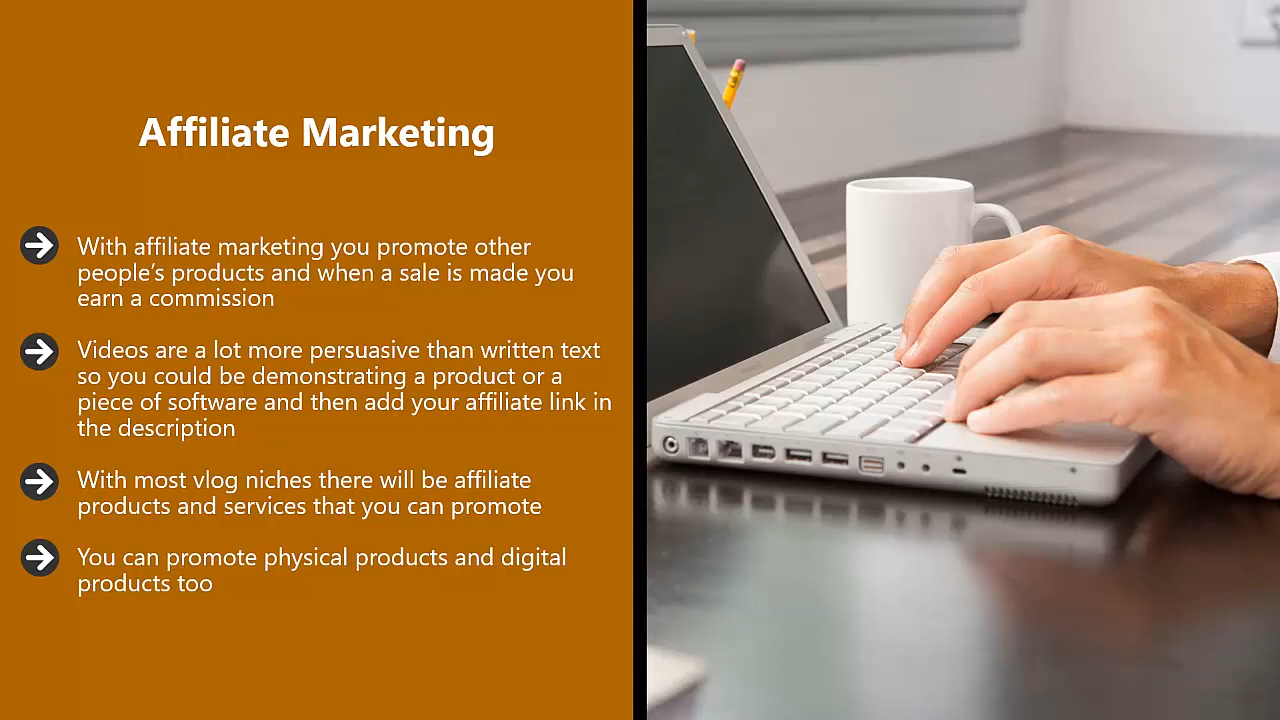 Affiliate Marketing
With affiliate marketing you promote other
people’s products and when a sale is made you
earn a commission
Videos are a lot more persuasive than written text
so you could be demonstrating a product or a
piece of software and then add your affiliate link in
the description
With most vlog niches there will be affiliate
products and services that you can promote
You can promote physical products and digital
products too